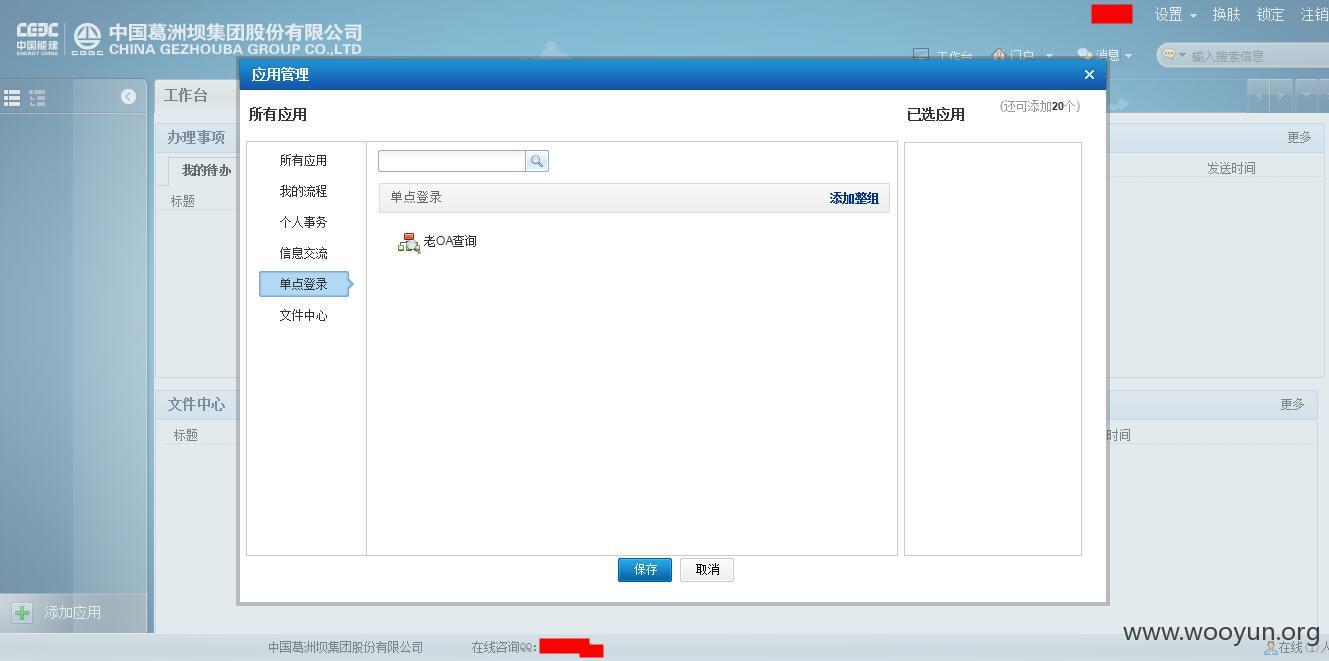 设置 换肤 锁定 注销
CEEC 中国能建 ENERGY CHINA CGGC 中国葛洲坝集团股份有限公司
CHINA GEZHOUBA GROUP CO.,LTD
工作台 门户 消息 输入搜索信息
应用管理
工作台
所有应用 已选应用 (还可添加20个)
办理事项 更多
所有应用
我的待办 发送时间
我的流程
单点登录 添加整组
标题
个人事务
老OA查询
信息交流
单点登录
文件中心
文件中心 更多
标题 时间
保存 取消
添加应用
中国葛洲坝集团股份有限公司 在线咨询QQ:
www.wooyun.org
在线(1)人